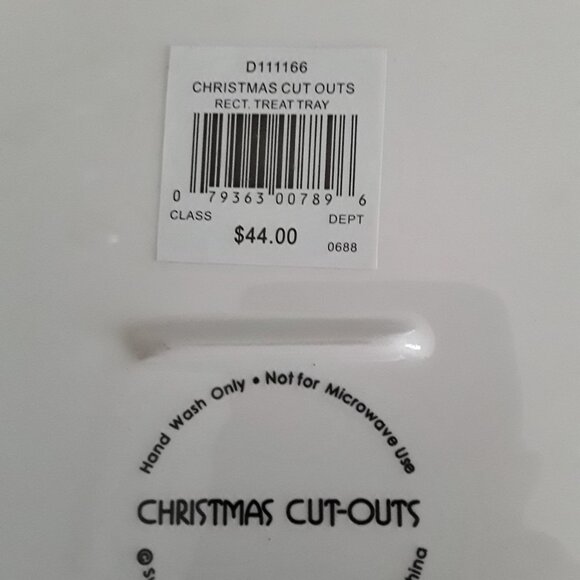 D111166
CHRISTMAS CUT OUTS
RECT. TREAT TRAY
0 79363 00789 6
CLASS DEPT
$44.00 0688
Hand Wash Only • Not for Microwave Use
CHRISTMAS CUT-OUTS
©